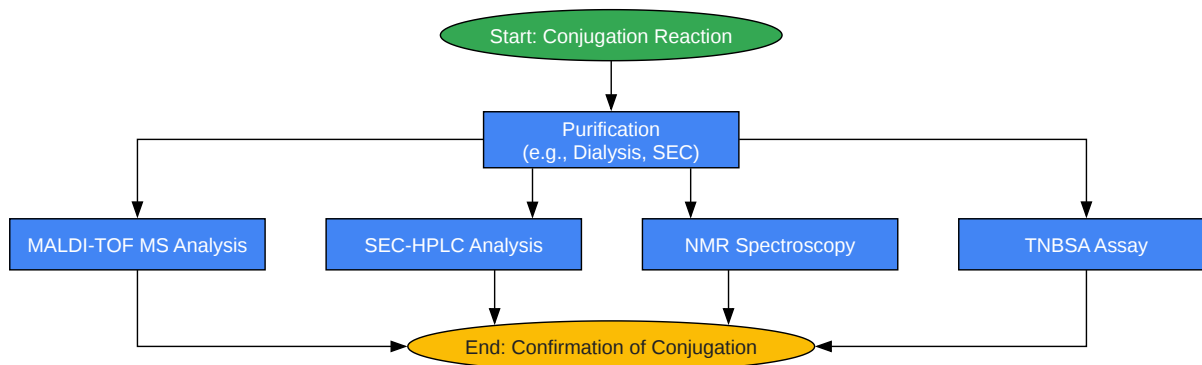 Start: Conjugation Reaction
Purification
(e.g., Dialysis, SEC)
MALDI-TOF MS Analysis
SEC-HPLC Analysis
NMR Spectroscopy
TNBSA Assay
End: Confirmation of Conjugation